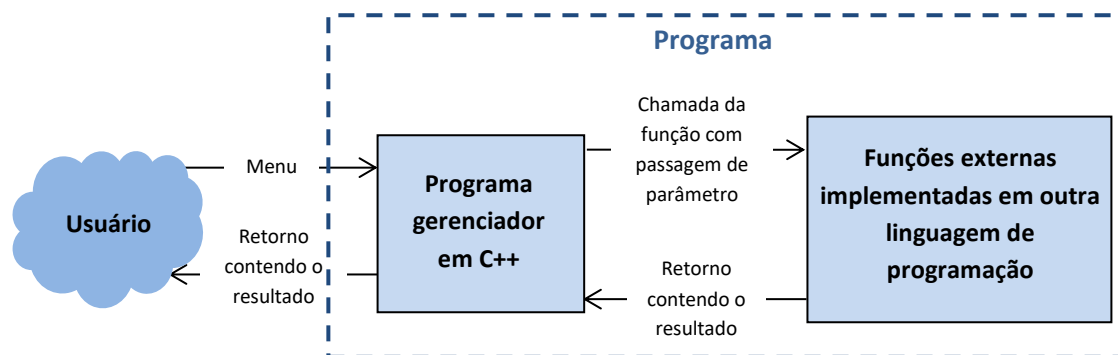 Programa
Chamada da
função com
passagem de
parâmetro
Menu
Usuário
Programa
gerenciador
em C++
Funções externas
implementadas em outra
linguagem de
programação
Retorno
contendo o
resultado
Retorno
contendo o
resultado